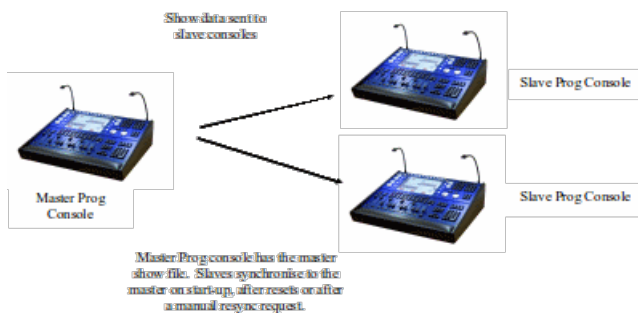 Show data sent to
slave consoles
Slave Prog Console
Master Prog
Console
Slave Prog Console
Master Prog console has the master
show file. Slaves synchronise to the
master on start-up, after resets or after
a manual resync request.